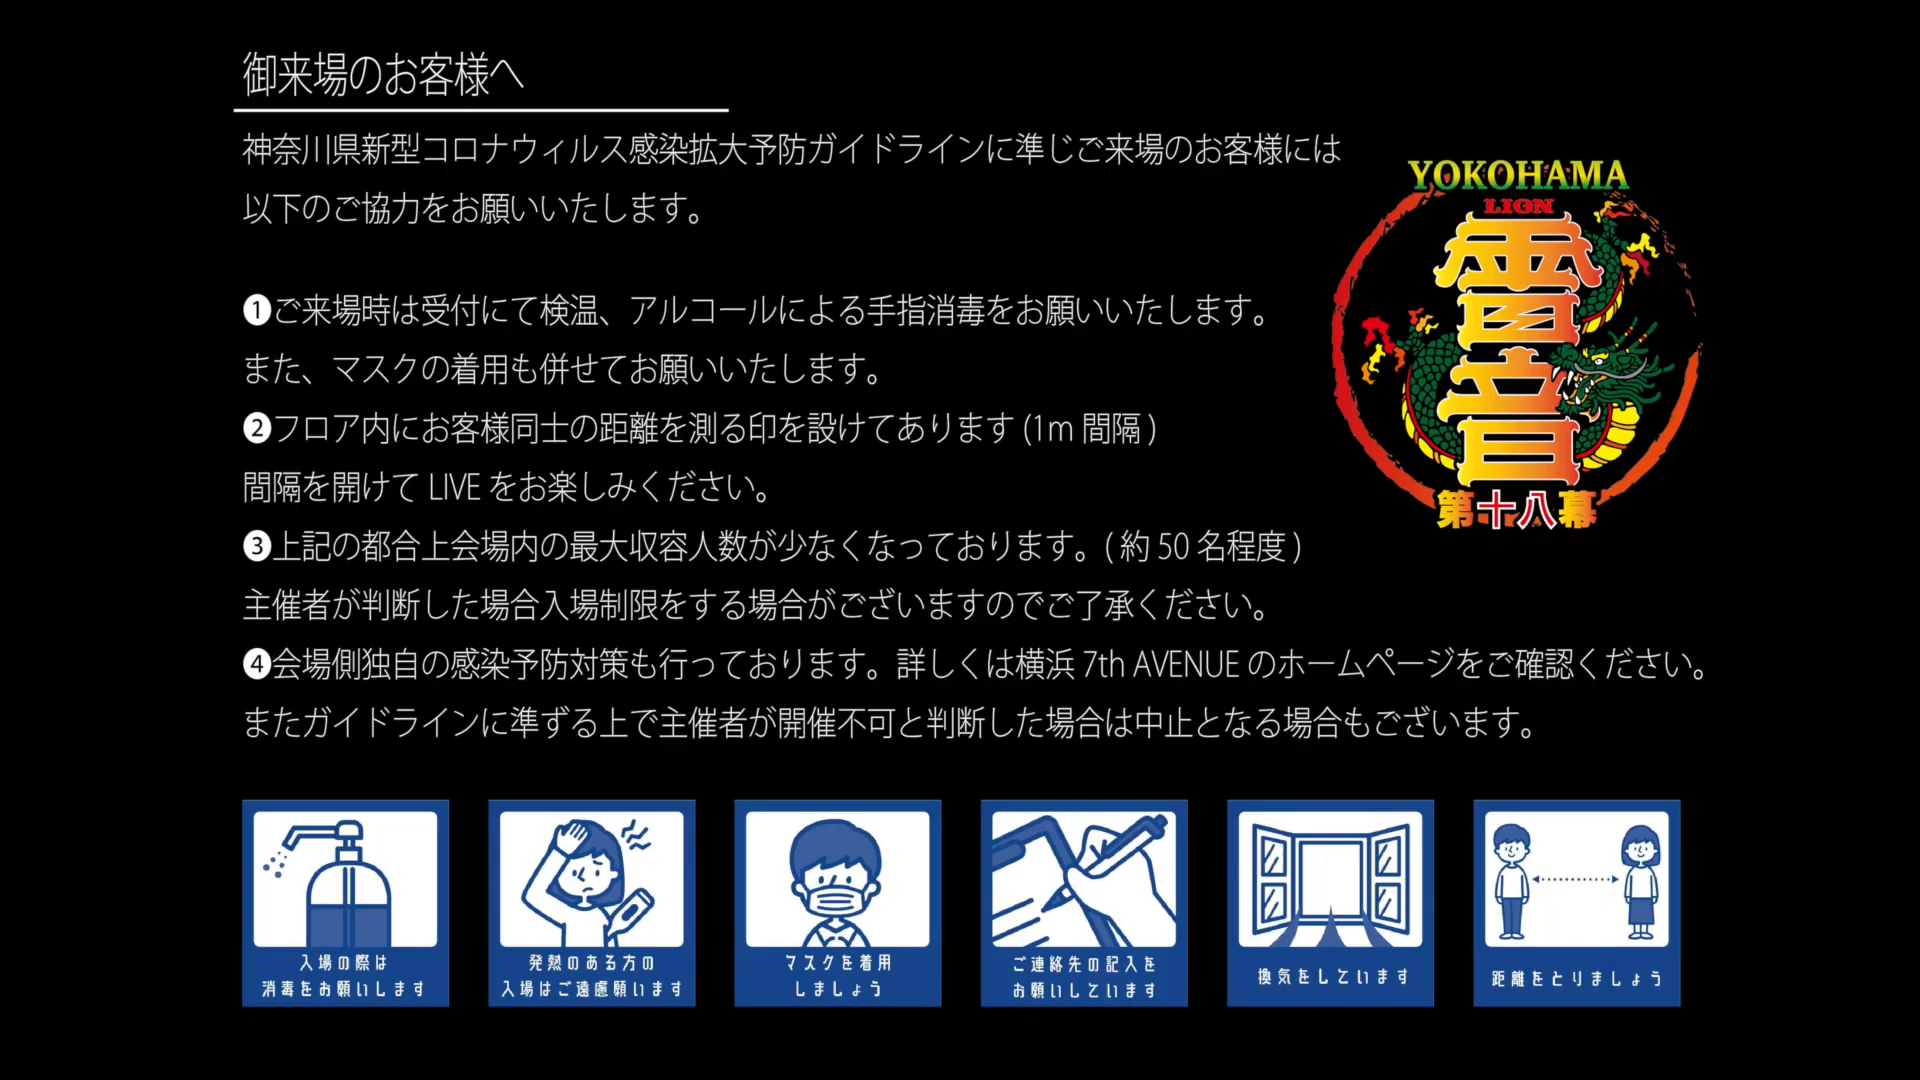 御来場のお客様へ
神奈川県新型コロナウィルス感染拡大予防ガイドラインに準じご来場のお客様には
以下のご協力をお願いいたします。
❶ご来場時は受付にて検温、アルコールによる手指消毒をお願いいたします。
また、マスクの着用も併せてお願いいたします。
❷フロア内にお客様同士の距離を測る印を設けてあります(1m 間隔)
間隔を開けて LIVE をお楽しみください。
❸上記の都合上会場内の最大収容人数が少なくなっております。(約 50 名程度)
主催者が判断した場合入場制限をする場合がございますのでご了承ください。
❹会場側独自の感染予防対策も行っております。詳しくは横浜 7th AVENUE のホームページをご確認ください。
またガイドラインに準ずる上で主催者が開催不可と判断した場合は中止となる場合もございます。
YOKOHAMA
LION
雷音
第十八幕
入場の際は
消毒をお願いします
発熱のある方の
入場はご遠慮願います
マスクを着用
しましょう
ご連絡先の記入を
お願いしています
換気をしています
距離をとりましょう